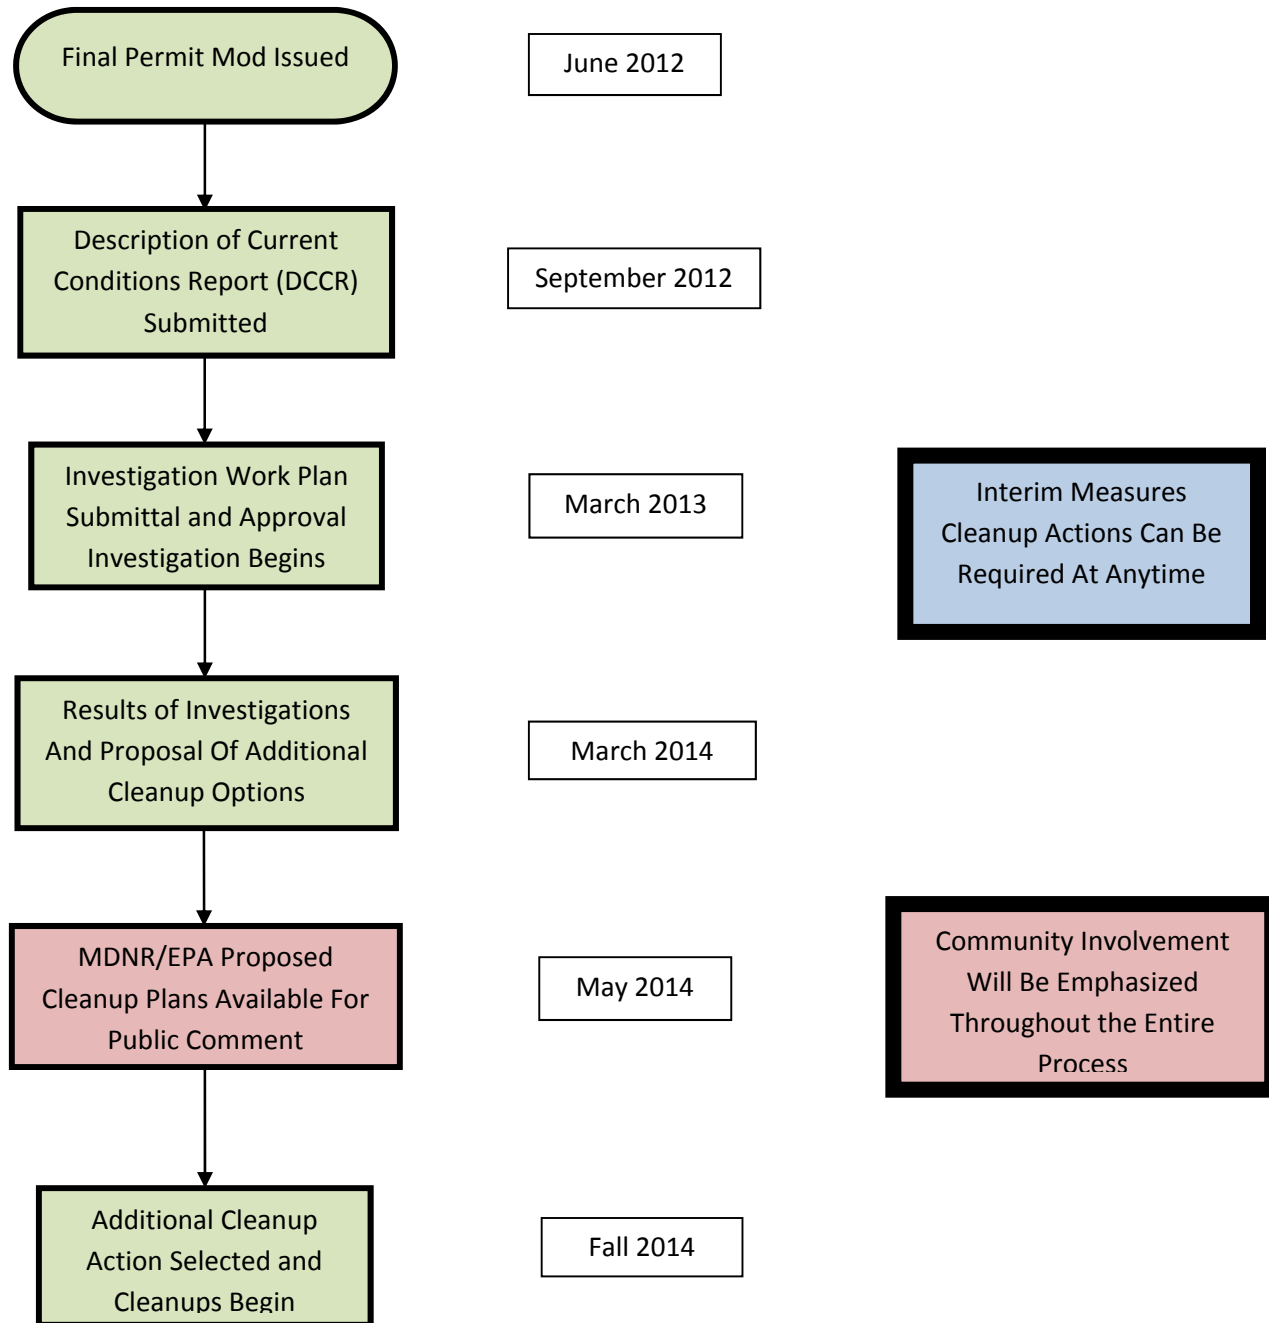 Final Permit Mod Issued
June 2012
Description of Current
Conditions Report (DCCR)
Submitted
September 2012
Investigation Work Plan
Submittal and Approval
Investigation Begins
March 2013
Interim Measures
Cleanup Actions Can Be
Required At Anytime
Results of Investigations
And Proposal Of Additional
Cleanup Options
March 2014
MDNR/EPA Proposed
Cleanup Plans Available For
Public Comment
May 2014
Community Involvement
Will Be Emphasized
Throughout the Entire
Process
Additional Cleanup
Action Selected and
Cleanups Begin
Fall 2014